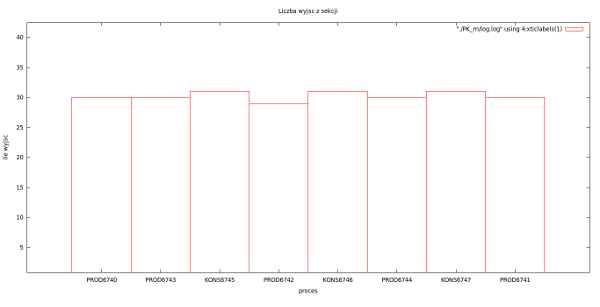 Liczba wyjsc z sekcji
"./PK_m/log.log" using 4:xticlabels(1)
40
35
30
25
20
15
10
5
ile wyjsc
PROD6740 PROD6743 KONS6745 PROD6742 KONS6746 PROD6744 KONS6747 PROD6741
proces